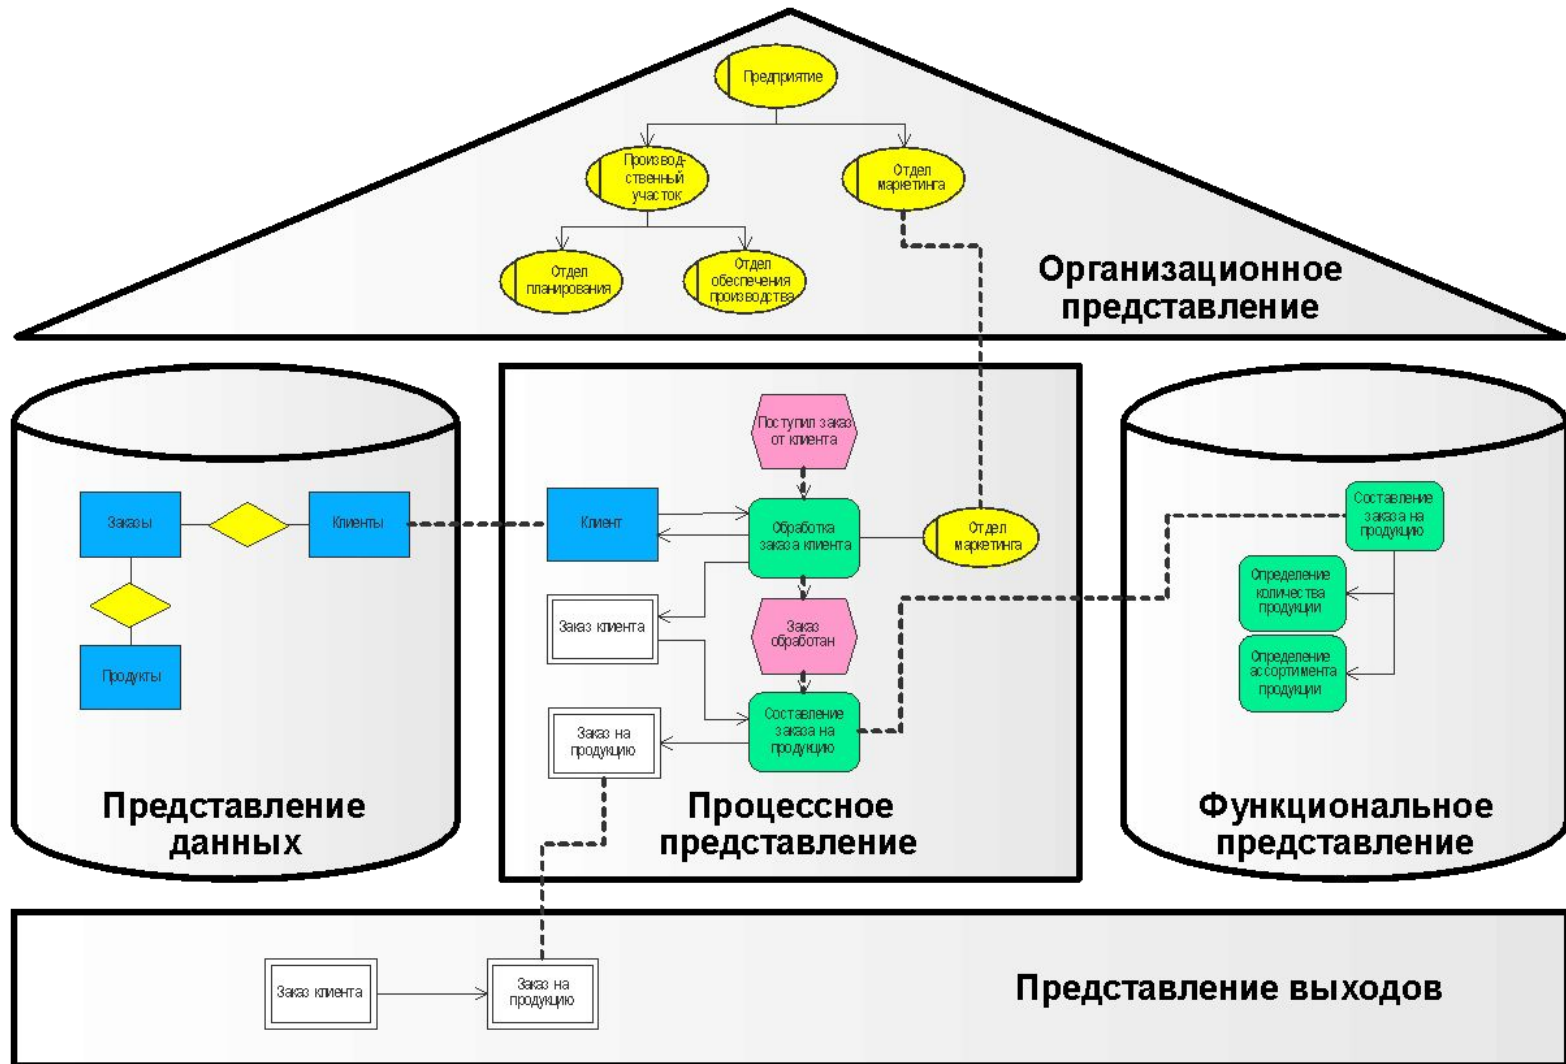 Предприятие
Производ-
ственный
участок
Отдел
маркетинга
Отдел
планирования
Отдел
обеспечения
производства
Организационное
представление
Заказы
Клиенты
Продукты
Представление
данных
Поступил заказ
от клиента
Клиент
Обработка
заказа клиента
Отдел
маркетинга
Заказ клиента
Заказ
обработан
Заказ на
продукцию
Составление
заказа на
продукцию
Процессное
представление
Составление
заказа на
продукцию
Определение
количества
продукции
Определение
ассортимента
продукции
Функциональное
представление
Заказ клиента
Заказ на
продукцию
Представление выходов